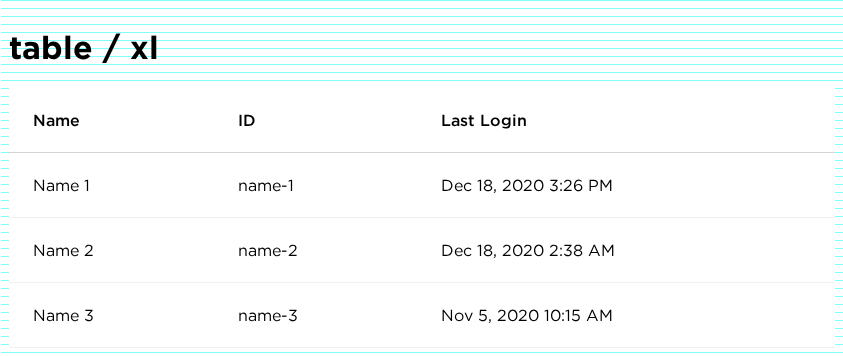 table / xl
Name ID Last Login
Name 1 name-1 Dec 18, 2020 3:26 PM
Name 2 name-2 Dec 18, 2020 2:38 AM
Name 3 name-3 Nov 5, 2020 10:15 AM